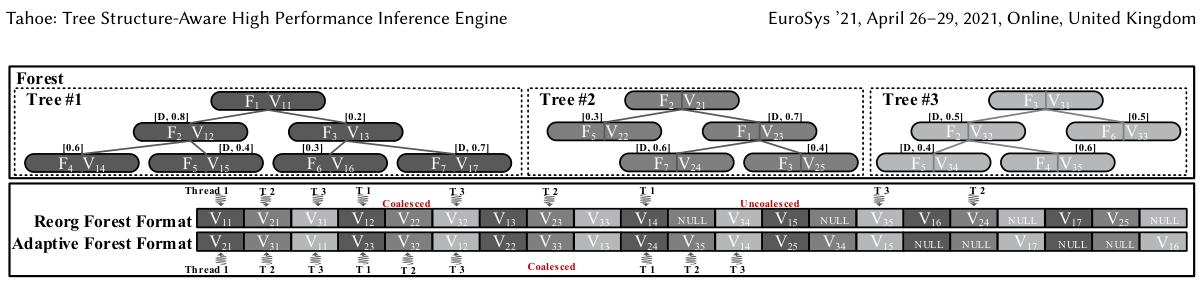 Tahoe: Tree Structure-Aware High Performance Inference Engine
EuroSys ’21, April 26–29, 2021, Online, United Kingdom
Forest
Tree #1
F1 V11
[D, 0.8] [0.2]
F2 V12 F3 V13
[0.6] [D, 0.4] [0.3] [D, 0.7]
F4 V14 F5 V15 F6 V16 F7 V17
Tree #2
F2 V21
[0.3] [D, 0.7]
F5 V22 F1 V23
[D, 0.6] [0.4]
F7 V24 F3 V25
Tree #3
F3 V31
[D, 0.5] [0.5]
F2 V32 F6 V33
[D, 0.4] [0.6]
F5 V34 F4 V35
Thread 1 T 2 T 3 T 1 T 3 T 2 T 1 T 3 T 2
Coalesced Uncoalesced
Reorg Forest Format V11 V21 V31 V12 V22 V32 V13 V23 V33 V14 NULL V34 V15 NULL V35 V16 V24 NULL V17 V25 NULL
Adaptive Forest Format V21 V31 V11 V23 V32 V12 V22 V33 V13 V24 V35 V14 V25 V34 V15 NULL NULL V17 NULL NULL V16
Thread 1 T 2 T 3 T 1 T 2 T 3 T 1 T 2 T 3
Coalesced